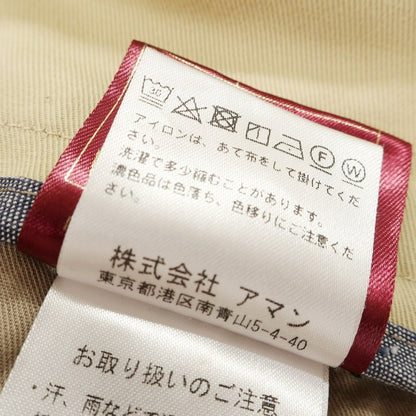 30
F W
アイロンは、あて布をして掛けてくだ
さい。
洗濯で多少縮むことがあります。
濃色品は色落ち、色移りにご注意くださ
い。
株式会社 アマン
東京都港区南青山5-4-40
お取り扱いのご注意
・汗、雨などで